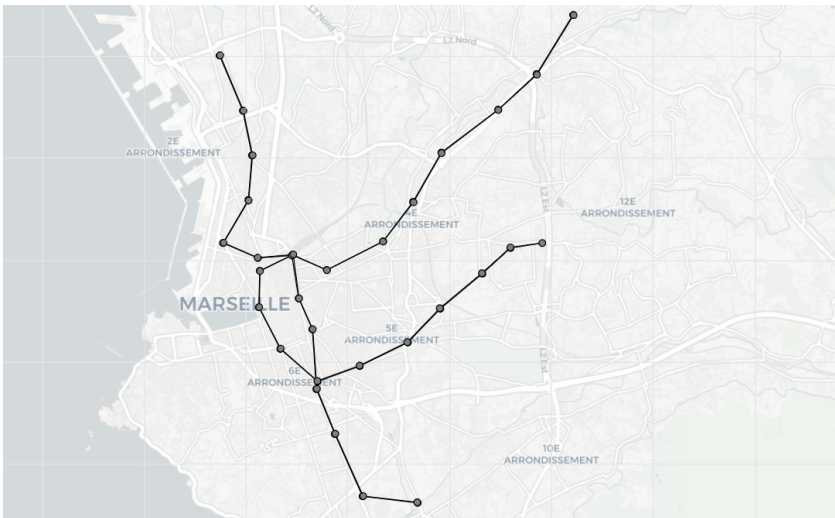 L2 Nord
L2 Nord
2E
ARRONDISSEMENT
L2 Est
12E
ARRONDISSEMENT
4E
ARRONDISSEMENT
MARSEILLE
5E
ARRONDISSEMENT
L2 Est
6E
ARRONDISSEMENT
10E
ARRONDISSEMENT